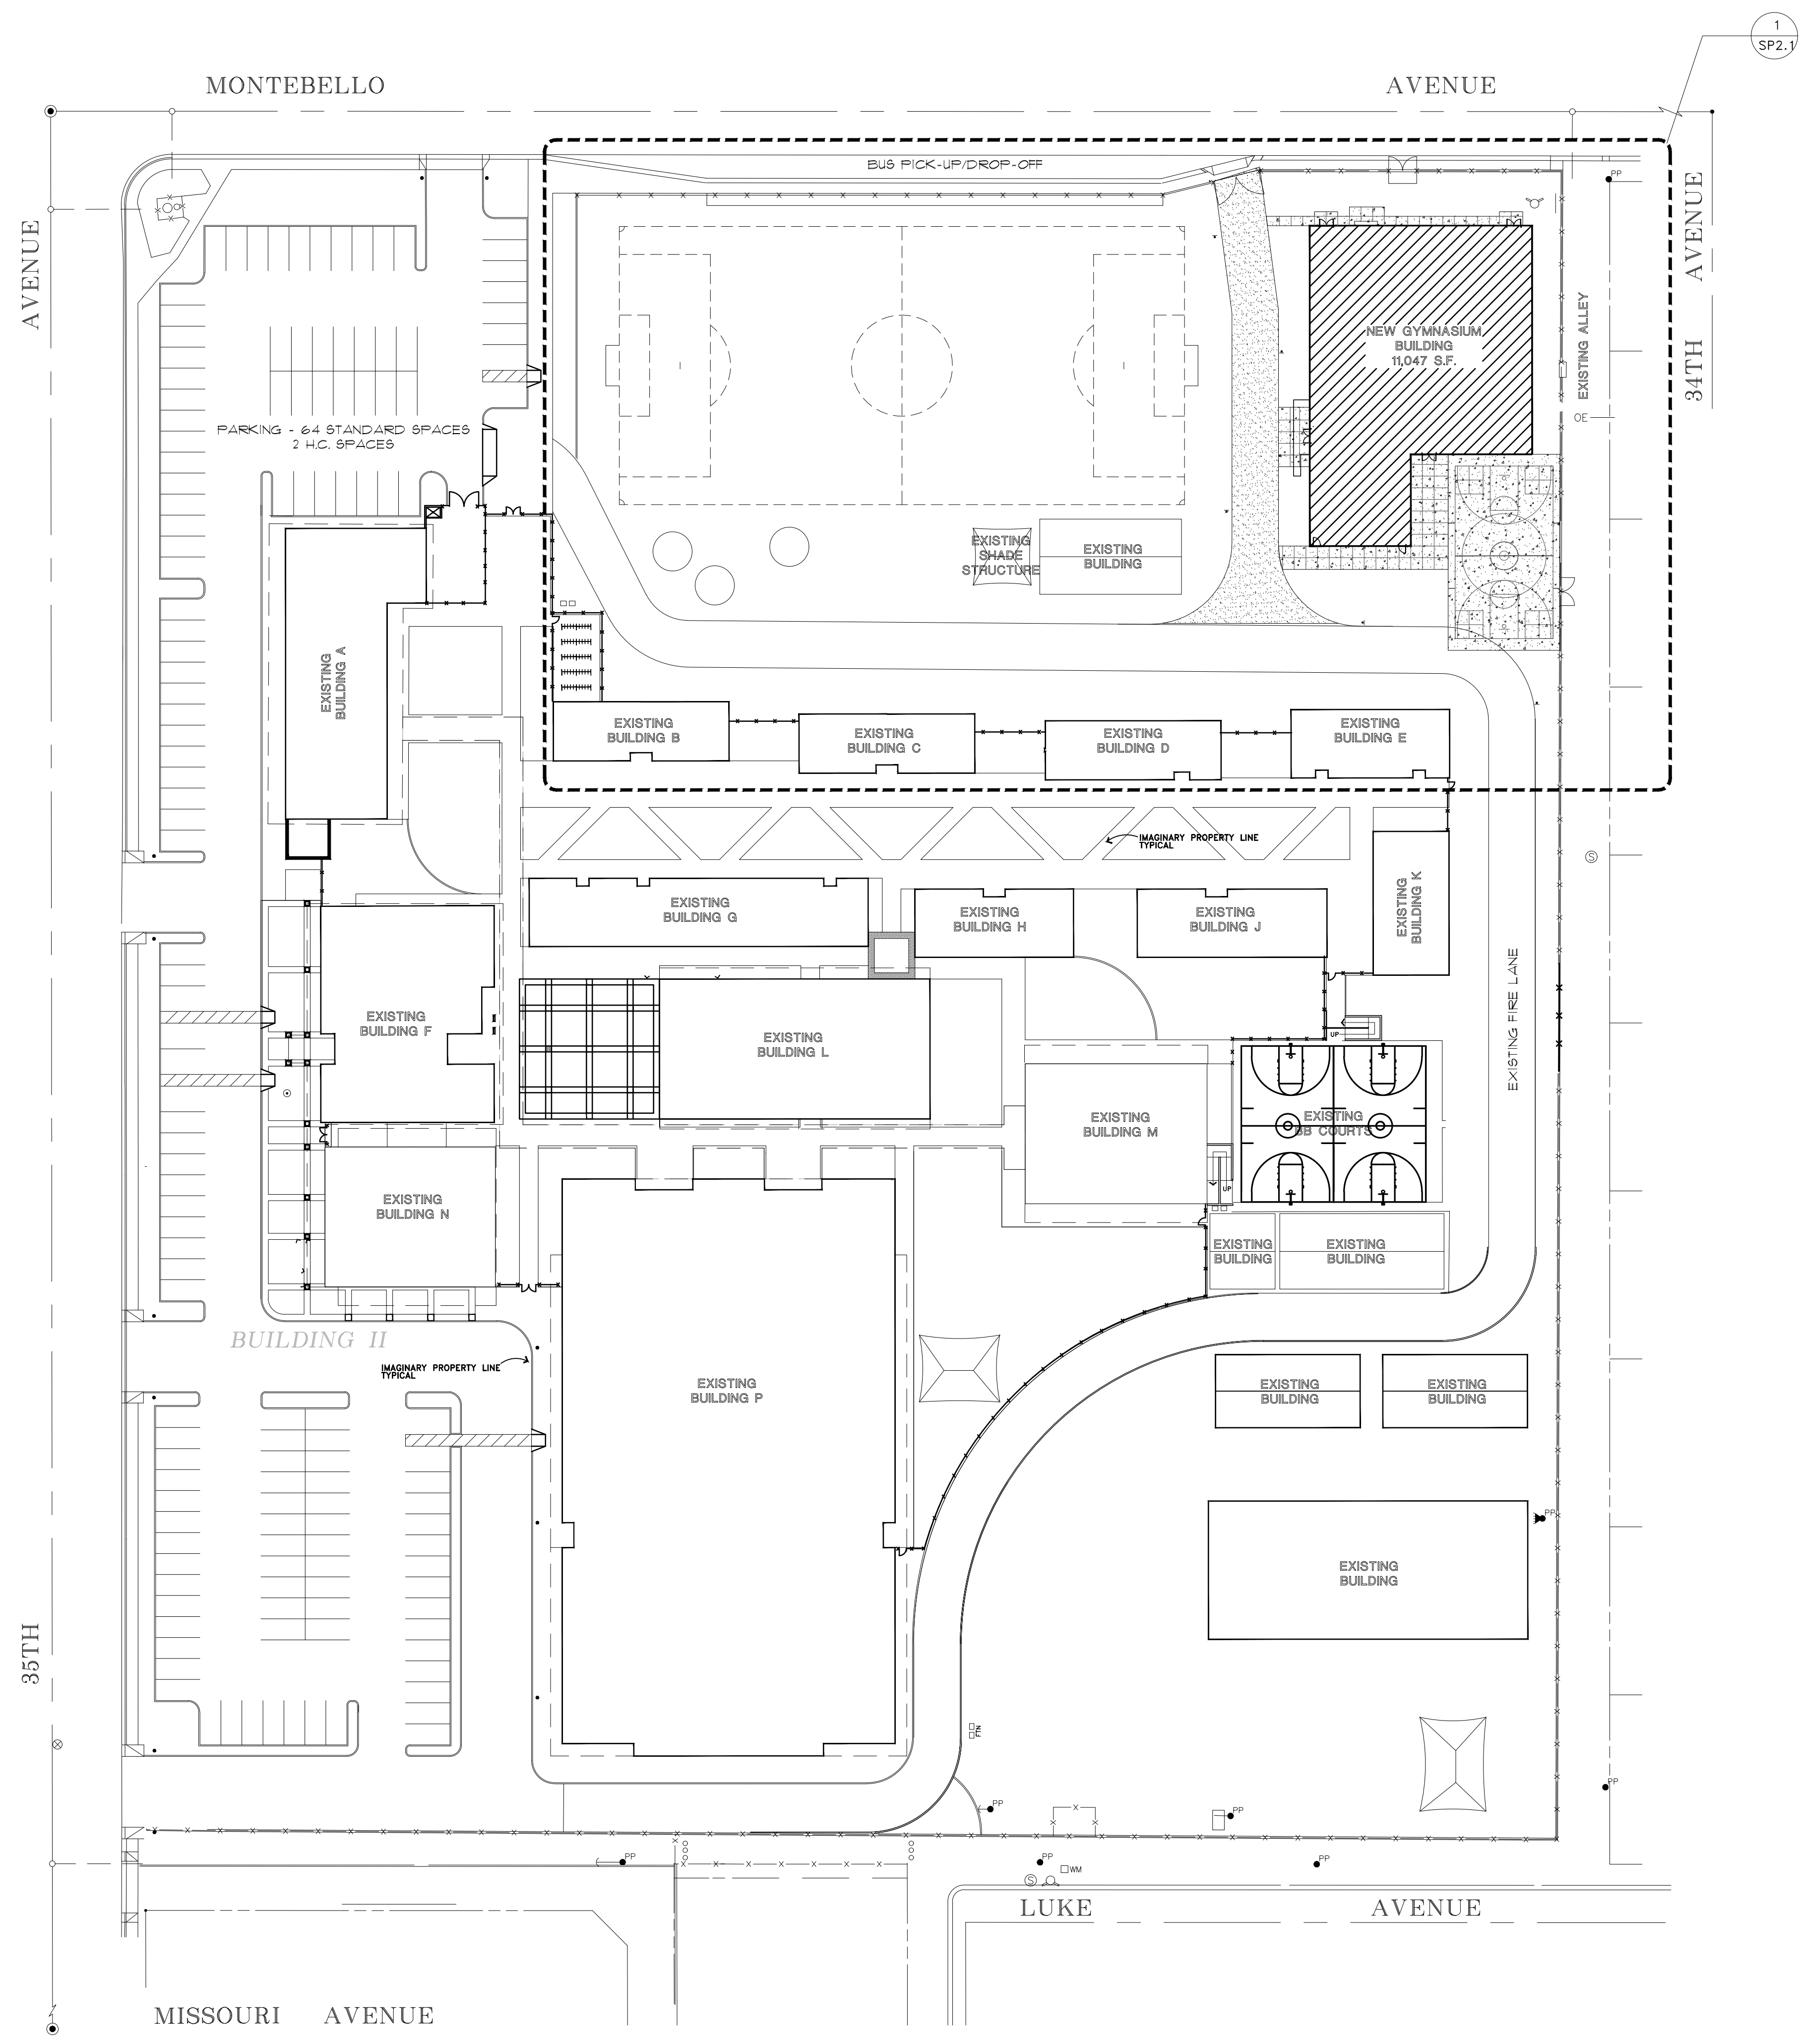 1
SP2.1
MONTEBELLO AVENUE
BUS PICK-UP/DROP-OFF
PP
AVENUE
34TH AVENUE
EXISTING ALLEY
NEW GYMNASIUM
BUILDING
11,047 S.F.
OE
PARKING - 64 STANDARD SPACES
2 H.C. SPACES
EXISTING
SHADE
STRUCTURE
EXISTING
BUILDING
EXISTING
BUILDING A
EXISTING
BUILDING B
EXISTING
BUILDING C
EXISTING
BUILDING D
EXISTING
BUILDING E
IMAGINARY PROPERTY LINE
TYPICAL
S
EXISTING
BUILDING G
EXISTING
BUILDING H
EXISTING
BUILDING J
EXISTING
BUILDING K
EXISTING FIRE LANE
EXISTING
BUILDING F
EXISTING
BUILDING L
UP
EXISTING
BUILDING M
EXISTING
BB COURTS
UP
EXISTING
BUILDING N
EXISTING
BUILDING
EXISTING
BUILDING
BUILDING II
IMAGINARY PROPERTY LINE
TYPICAL
EXISTING
BUILDING P
EXISTING
BUILDING
EXISTING
BUILDING
PP
EXISTING
BUILDING
35TH
FTN
PP
PP
PP
PP
PP
PP
WM
S
LUKE AVENUE
MISSOURI AVENUE